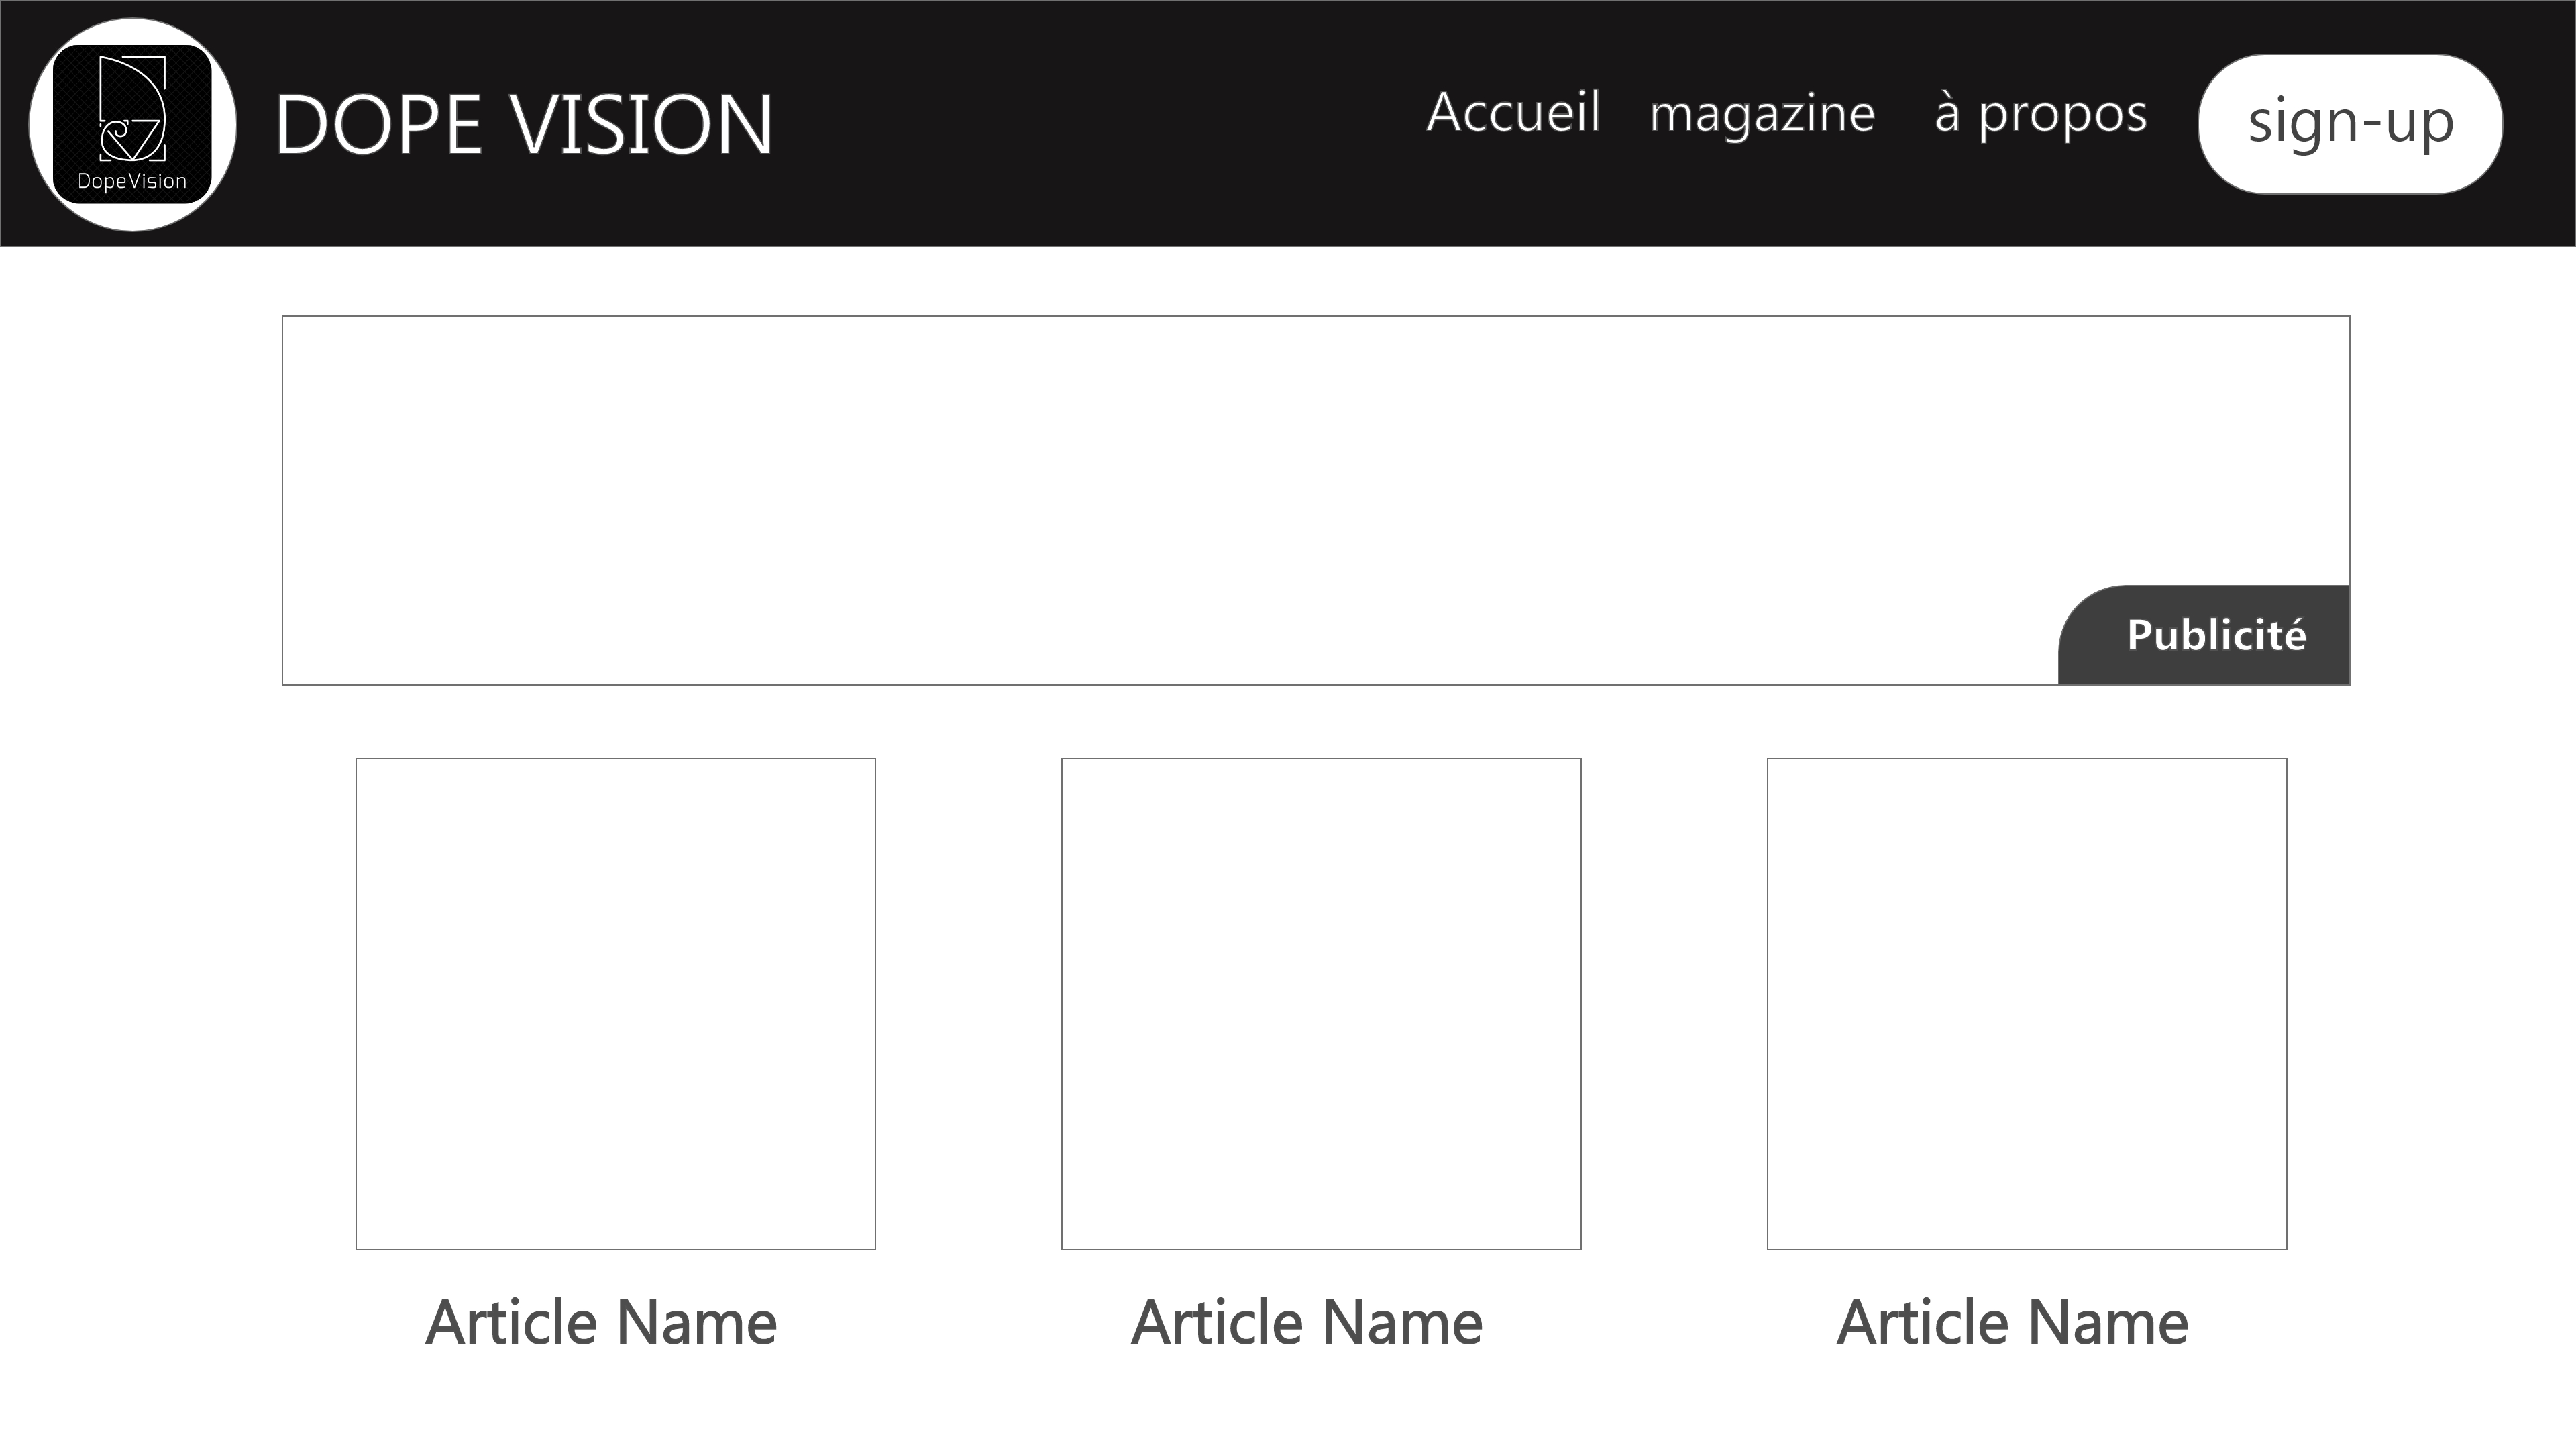 DopeVision
DOPE VISION
Accueil magazine à propos sign-up
Publicité
Article Name Article Name Article Name